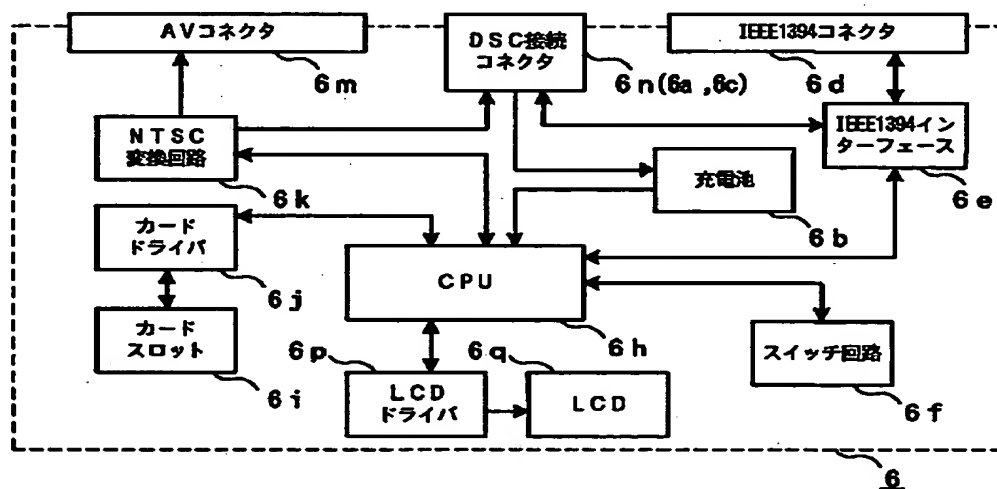 AVコネクタ
6m
DSC接続
コネクタ
6n(6a,6c)
IEEE1394コネクタ
6d
NTSC
変換回路
6k
IEEE1394イン
ターフェース
6e
充電池
6b
カード
ドライバ
6j
CPU
6h
カード
スロット
6i
スイッチ回路
6f
6p
LCD
ドライバ
6q
LCD
6